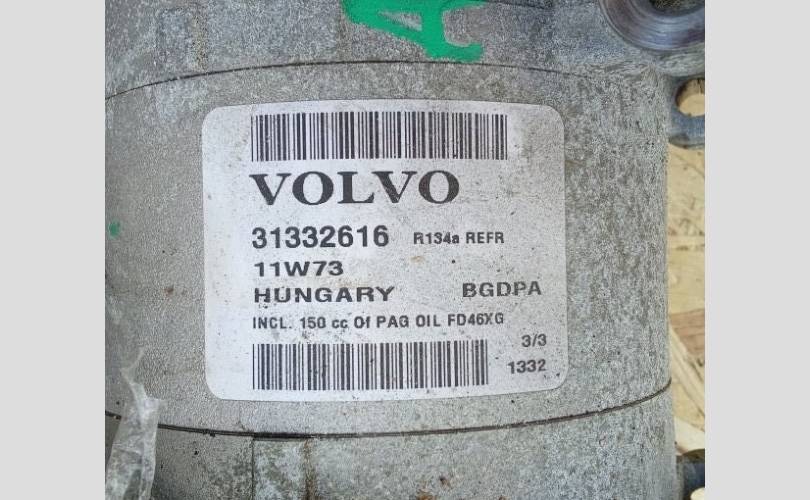 A
VOLVO
31332616 R134a REFR
11W73
HUNGARY BGDPA
INCL. 150 cc Of PAG OIL FD46XG
3/3
1332